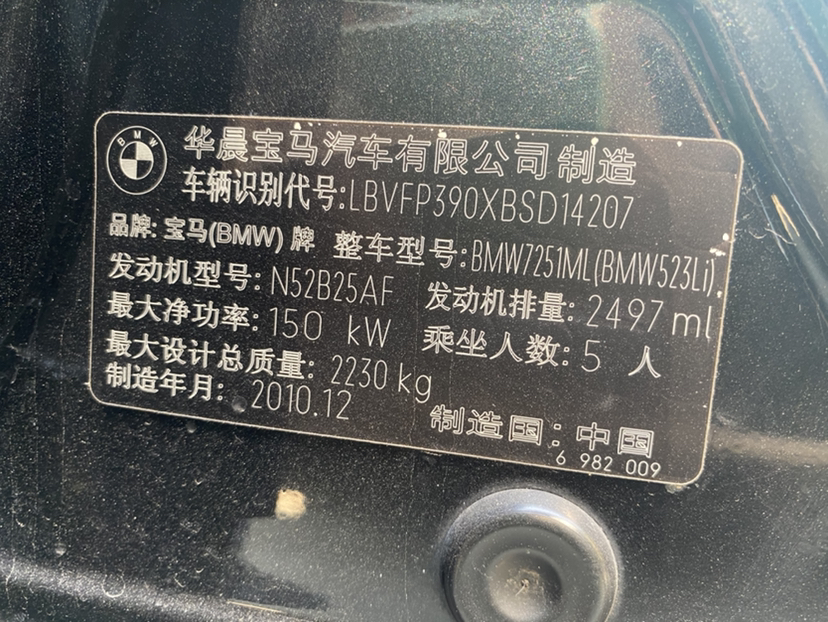 BMW
华晨宝马汽车有限公司制造
车辆识别代号:LBVFP390XBSD14207
品牌: 宝马(BMW) 牌 整车型号:BMW7251ML(BMW523Li)
发动机型号: N52B25AF 发动机排量: 2497 ml
最大净功率: 150 kW 乘坐人数: 5 人
最大设计总质量: 2230 kg
制造年月: 2010.12 制造国: 中国
6 982 009